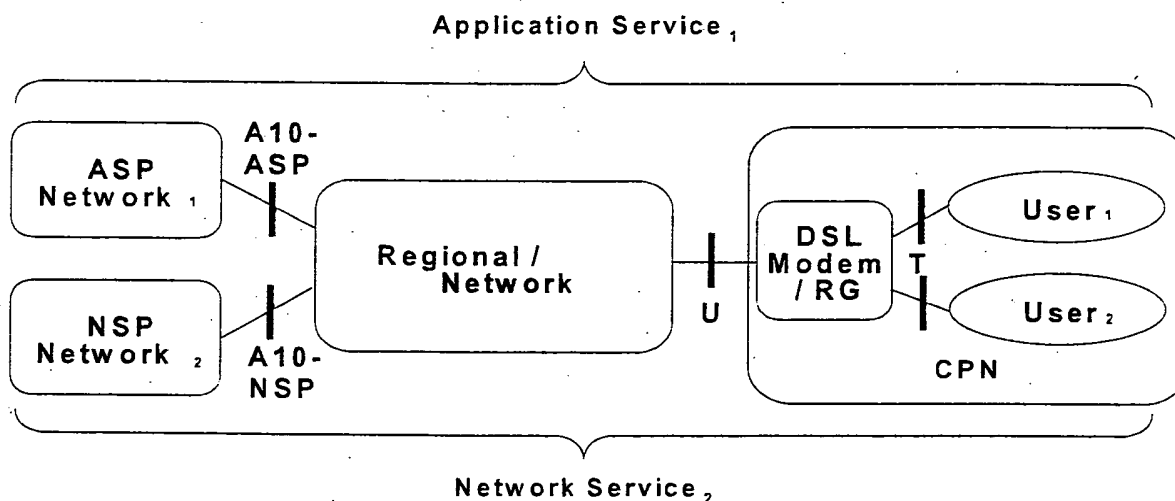 Application Service 1
A10-
ASP
ASP
Network 1
Regional /
Network
NSP
Network 2
A10-
NSP
U
DSL
Modem
/ RG
T
User 1
User 2
CPN
Network Service 2